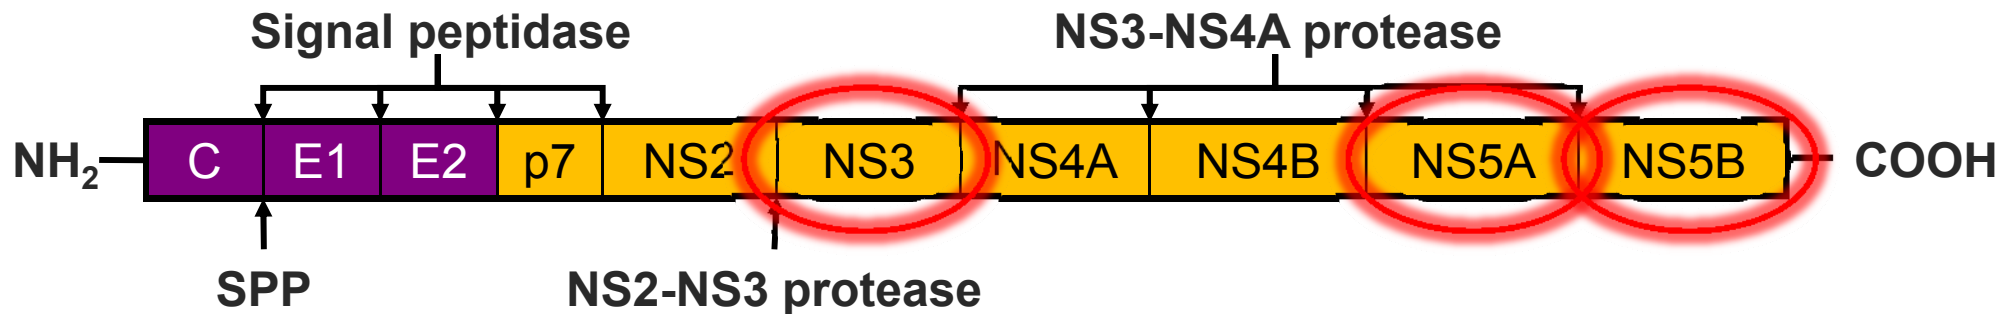 Signal peptidase NS3-NS4A protease
NH₂ C E1 E2 p7 NS2 NS3 NS4A NS4B NS5A NS5B COOH
SPP NS2-NS3 protease